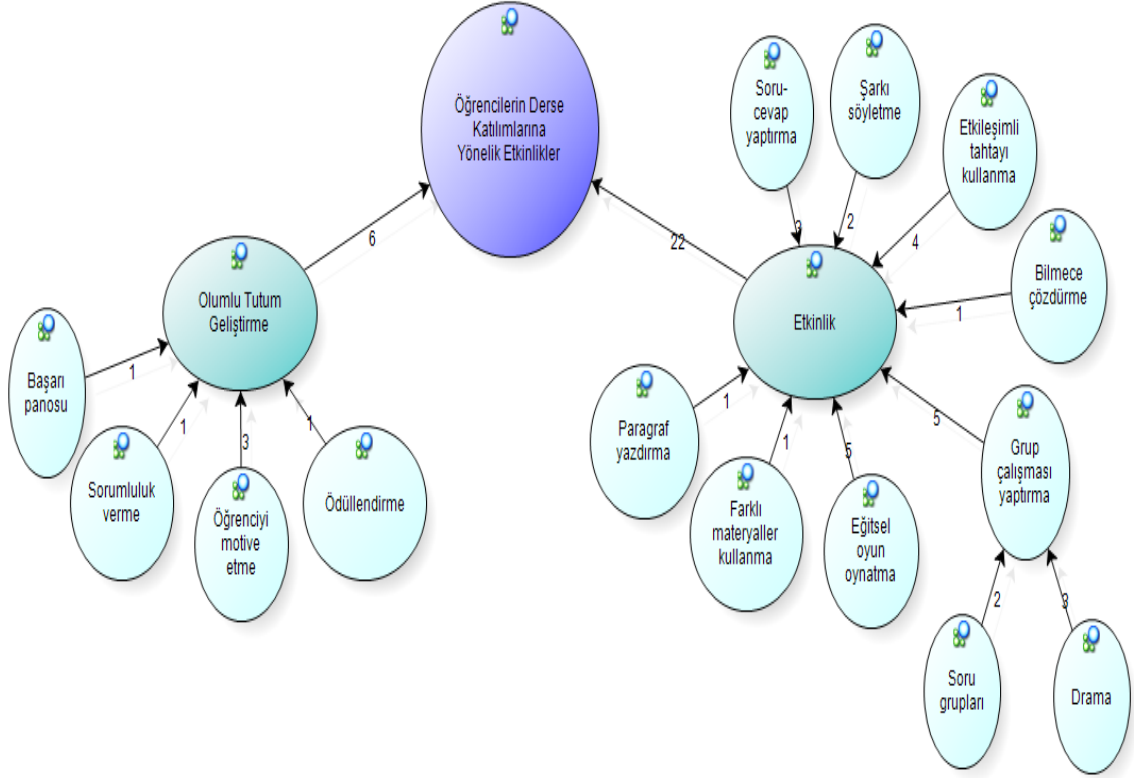 Öğrencilerin Derse
Katılımlarına
Yönelik Etkinlikler
Soru-
cevap
yaptırma
Şarkı
söyletme
Etkileşimli
tahtayı
kullanma
Bilmece
çözdürme
6
22
3
2
4
1
Olumlu Tutum
Geliştirme
Etkinlik
Başarı
panosu
1
Sorumluluk
verme
1
Öğrenciyi
motive
etme
3
Ödüllendirme
1
Paragraf
yazdırma
1
Farklı
materyaller
kullanma
1
Eğitsel
oyun
oynatma
5
Grup
çalışması
yaptırma
5
Soru
grupları
2
Drama
3